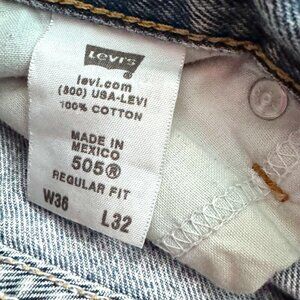 Levi's
levi.com
(800) USA-LEVI
100% COTTON
MADE IN
MEXICO
505®
REGULAR FIT
W36 L32